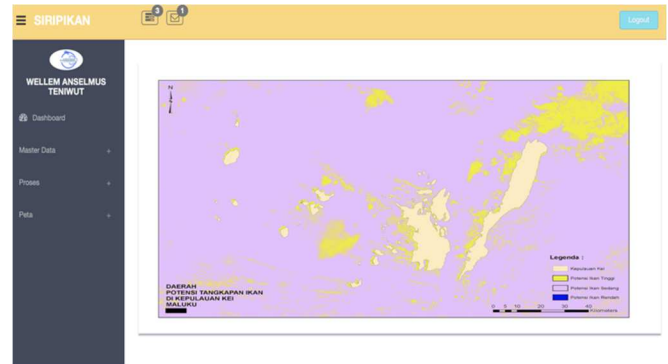 SIRIPIKAN
3
1
Logout
WELLEM ANSELMUS
TENIWUT
Dashboard
Master Data +
Proses +
Peta +
N
DAERAH
POTENSI TANGKAPAN IKAN
DI KEPULAUAN KEI
MALUKU
Legenda :
Kepulauan Kei
Potensi Ikan Tinggi
Potensi Ikan Sedang
Potensi Ikan Rendah
0 5 10 20 30 40
Kilometers